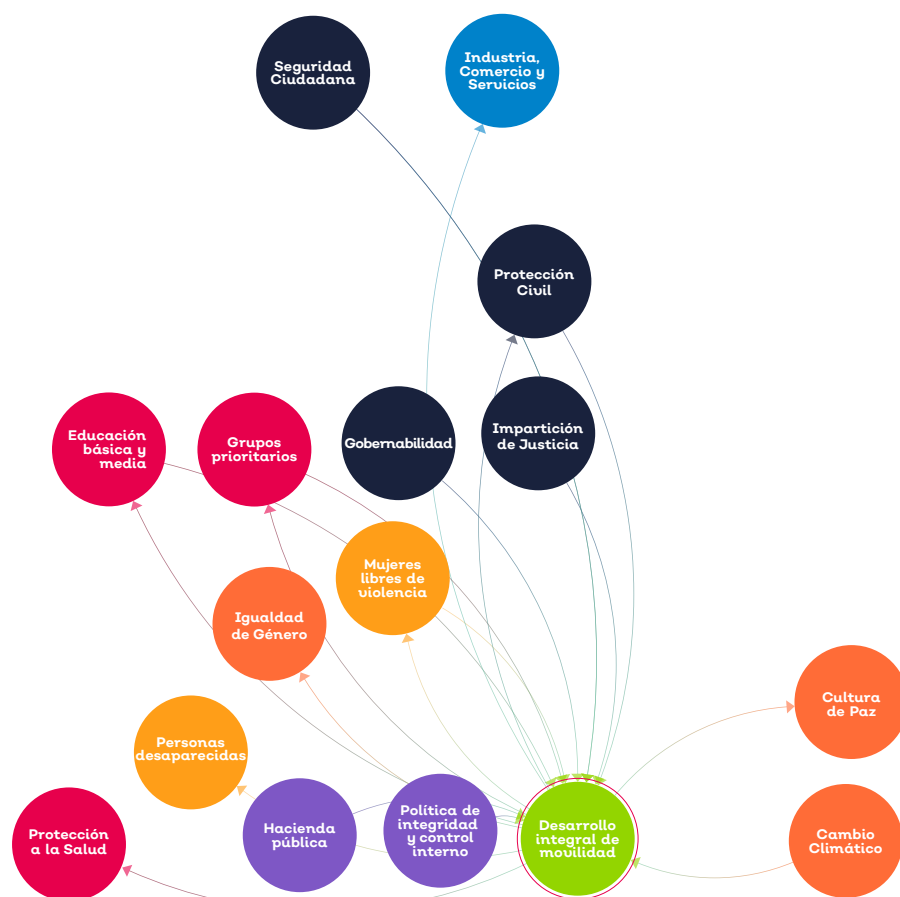 Seguridad
Ciudadana
Industria,
Comercio y
Servicios
Protección
Civil
Educación
básica y
media
Grupos
prioritarios
Gobernabilidad
Impartición
de Justicia
Mujeres
libres de
violencia
Igualdad
de Género
Cultura
de Paz
Personas
desaparecidas
Protección
a la Salud
Hacienda
pública
Política de
integridad
y control
interno
Desarrollo
integral de
movilidad
Cambio
Climático